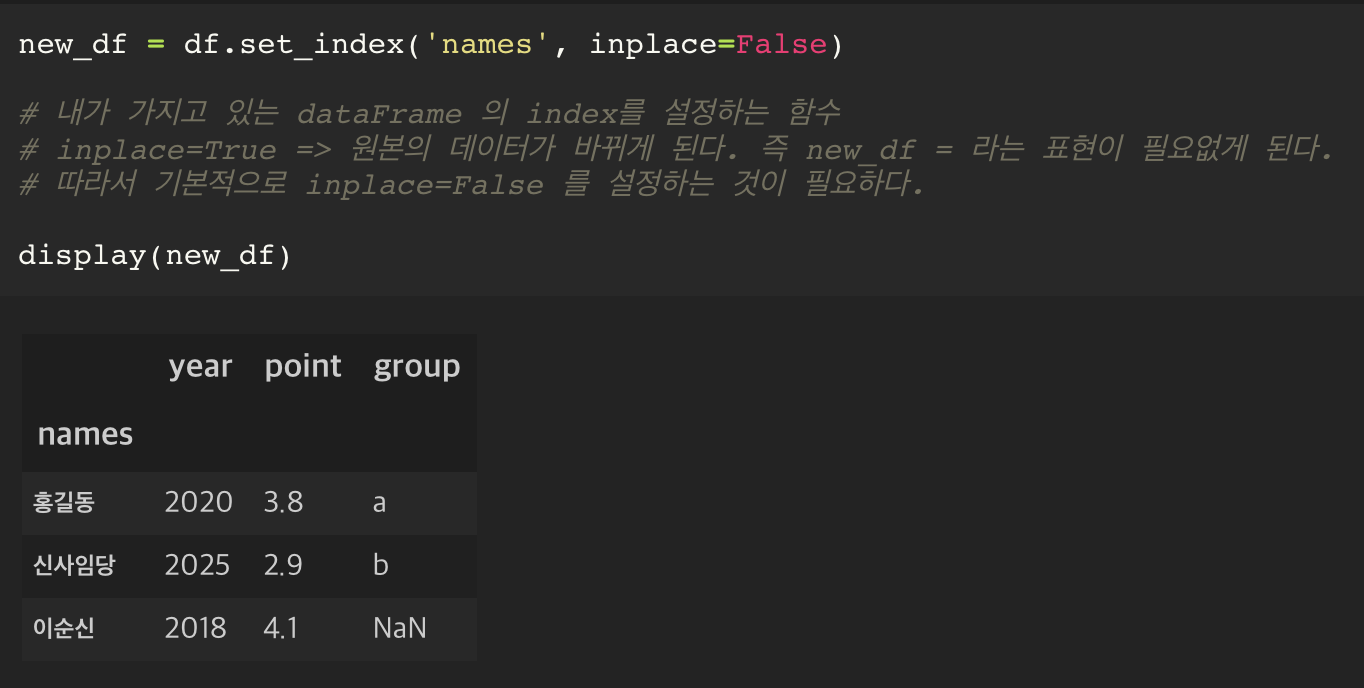 new_df = df.set_index('names', inplace=False)
# 내가 가지고 있는 dataFrame 의 index를 설정하는 함수
# inplace=True => 원본의 데이터가 바뀌게 된다. 즉 new_df = 라는 표현이 필요없게 된다.
# 따라서 기본적으로 inplace=False 를 설정하는 것이 필요하다.
display(new_df)
year point group
names
홍길동 2020 3.8 a
신사임당 2025 2.9 b
이순신 2018 4.1 NaN